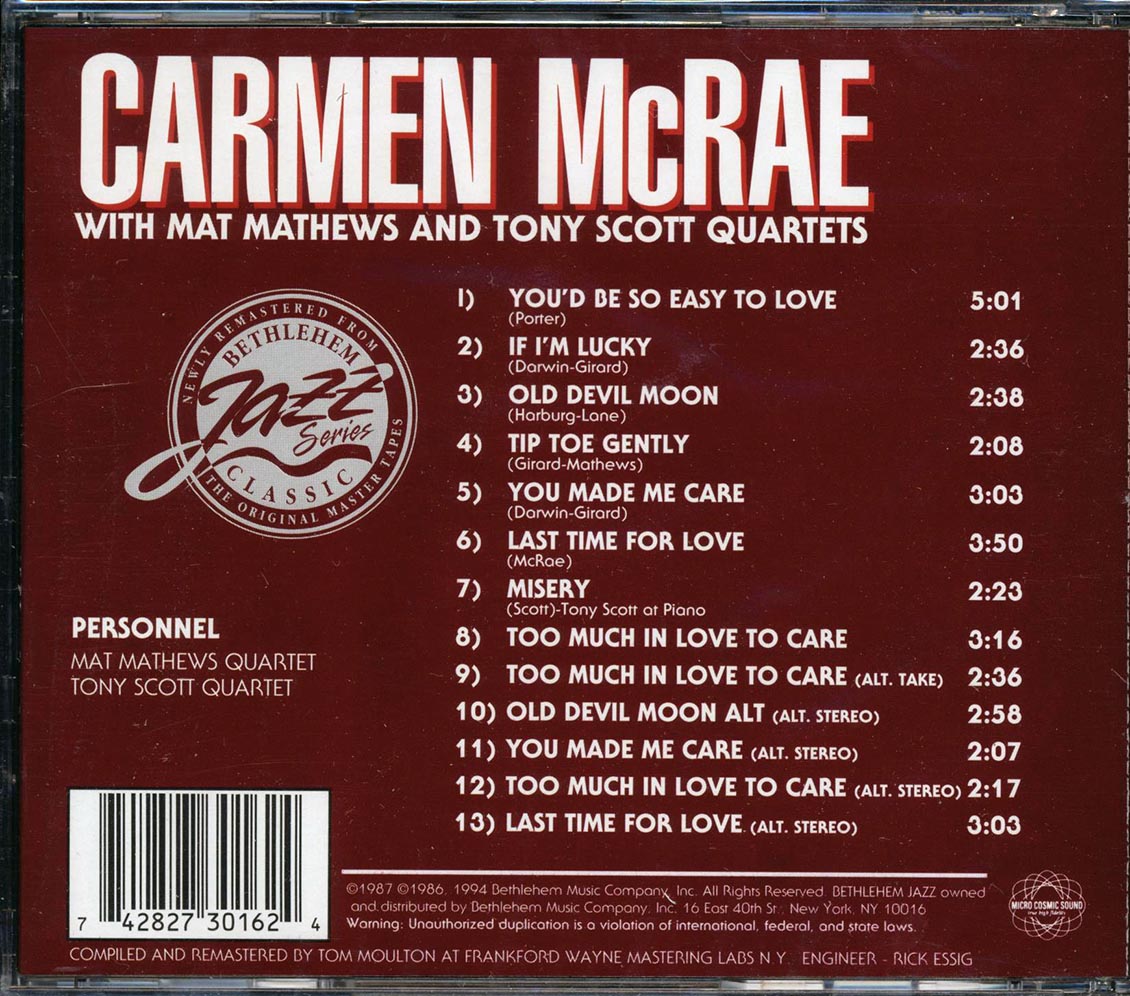 CARMEN McRAE
WITH MAT MATHEWS AND TONY SCOTT QUARTETS
NEWLY REMASTERED FROM
BETHLEHEM
Jazz
Series
CLASSIC
THE ORIGINAL MASTER TAPES
1) YOU'D BE SO EASY TO LOVE 5:01
(Porter)
2) IF I'M LUCKY 2:36
(Darwin-Girard)
3) OLD DEVIL MOON 2:38
(Harburg-Lane)
4) TIP TOE GENTLY 2:08
(Girard-Mathews)
5) YOU MADE ME CARE 3:03
(Darwin-Girard)
6) LAST TIME FOR LOVE 3:50
(McRae)
7) MISERY 2:23
(Scott)-Tony Scott at Piano
8) TOO MUCH IN LOVE TO CARE 3:16
9) TOO MUCH IN LOVE TO CARE (ALT. TAKE) 2:36
10) OLD DEVIL MOON ALT (ALT. STEREO) 2:58
11) YOU MADE ME CARE (ALT. STEREO) 2:07
12) TOO MUCH IN LOVE TO CARE (ALT. STEREO) 2:17
13) LAST TIME FOR LOVE (ALT. STEREO) 3:03
PERSONNEL
MAT MATHEWS QUARTET
TONY SCOTT QUARTET
7 42827 30162 4
©1987 ©1986, 1994 Bethlehem Music Company, Inc. All Rights Reserved. BETHLEHEM JAZZ owned
and distributed by Bethlehem Music Company, Inc. 16 East 40th St., New York, NY 10016
Warning: Unauthorized duplication is a violation of international, federal, and state laws.
MICRO COSMIC SOUND
true high fidelity
COMPILED AND REMASTERED BY TOM MOULTON AT FRANKFORD WAYNE MASTERING LABS N.Y. ENGINEER - RICK ESSIG